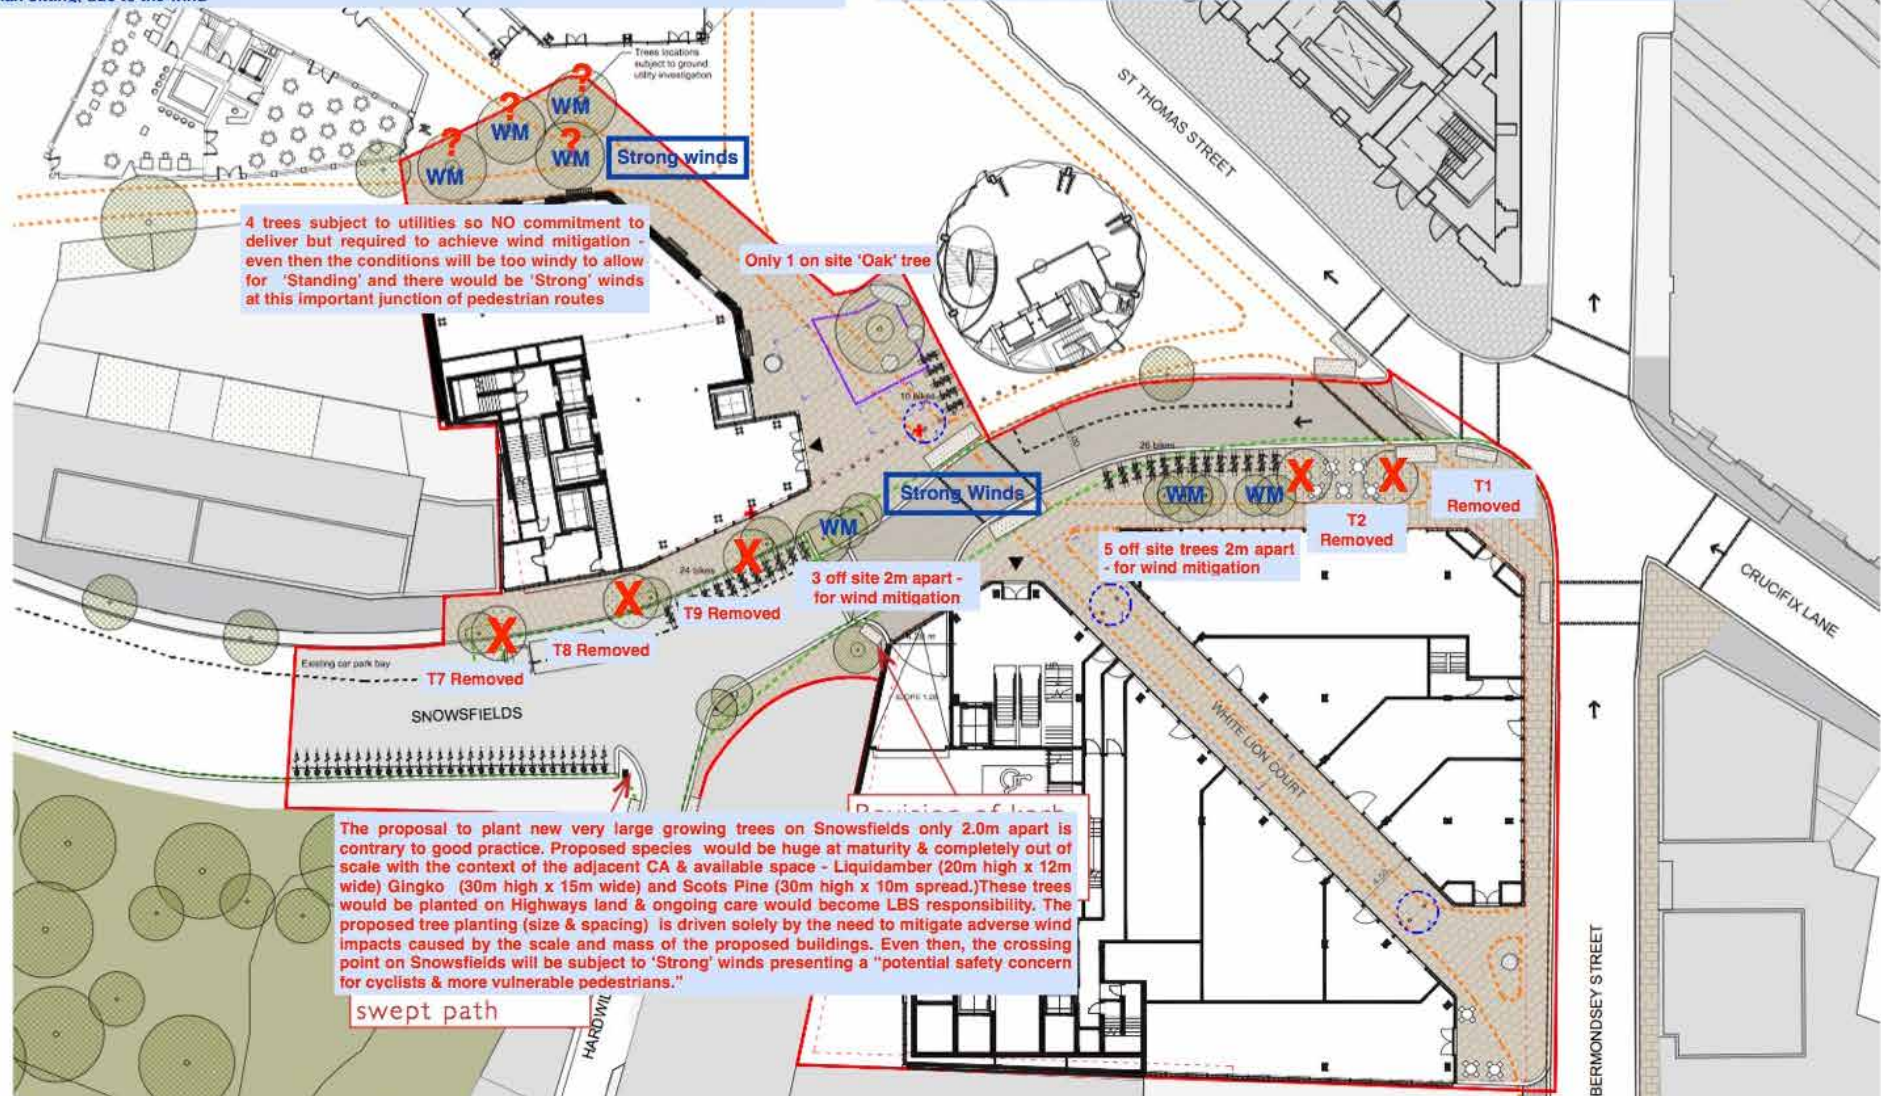 Trees locations
subject to ground
utility investigation
ST THOMAS STREET
?
?
?
?
WM
WM
WM
WM
Strong winds
4 trees subject to utilities so NO commitment to
deliver but required to achieve wind mitigation -
even then the conditions will be too windy to allow
for 'Standing' and there would be 'Strong' winds
at this important junction of pedestrian routes
Only 1 on site 'Oak' tree
10 bikes
26 bikes
Strong Winds
WM
WM
X
X
T1
Removed
T2
Removed
WM
5 off site trees 2m apart
- for wind mitigation
X
24 bikes
3 off site 2m apart -
for wind mitigation
X
T9 Removed
X
T8 Removed
Existing car park bay
T7 Removed
SNOWSFIELDS
CRUCIFIX LANE
WHITE LION COURT
The proposal to plant new very large growing trees on Snowsfields only 2.0m apart is
contrary to good practice. Proposed species would be huge at maturity & completely out of
scale with the context of the adjacent CA & available space - Liquidamber (20m high x 12m
wide) Gingko (30m high x 15m wide) and Scots Pine (30m high x 10m spread.)These trees
would be planted on Highways land & ongoing care would become LBS responsibility. The
proposed tree planting (size & spacing) is driven solely by the need to mitigate adverse wind
impacts caused by the scale and mass of the proposed buildings. Even then, the crossing
point on Snowsfields will be subject to 'Strong' winds presenting a "potential safety concern
for cyclists & more vulnerable pedestrians."
swept path
BERMONDSEY STREET